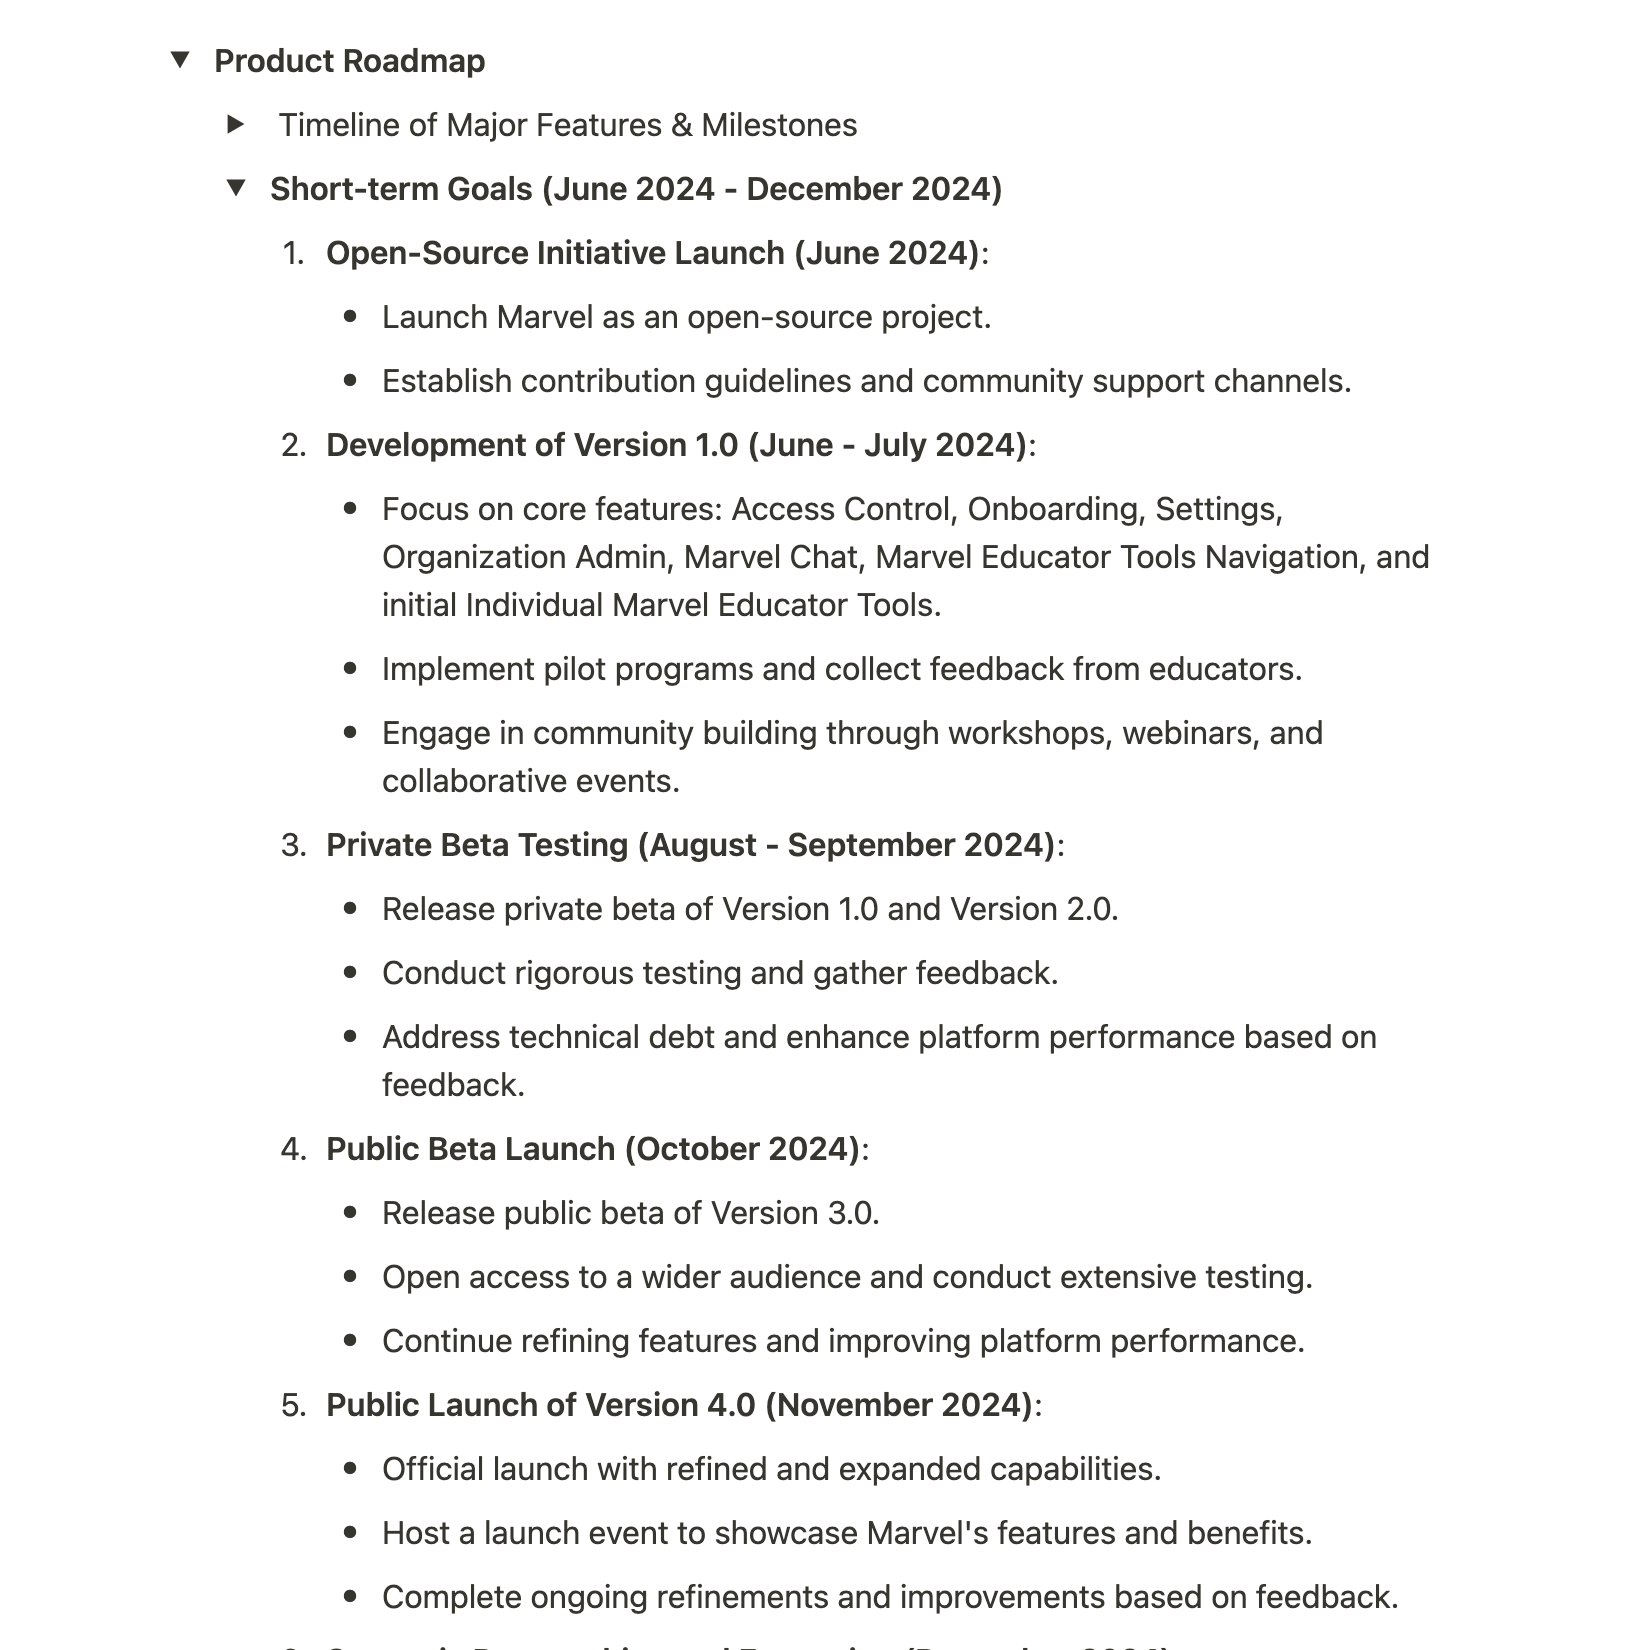 Product Roadmap
Timeline of Major Features & Milestones
Short-term Goals (June 2024 - December 2024)
1. Open-Source Initiative Launch (June 2024):
• Launch Marvel as an open-source project.
• Establish contribution guidelines and community support channels.
2. Development of Version 1.0 (June - July 2024):
• Focus on core features: Access Control, Onboarding, Settings,
Organization Admin, Marvel Chat, Marvel Educator Tools Navigation, and
initial Individual Marvel Educator Tools.
• Implement pilot programs and collect feedback from educators.
• Engage in community building through workshops, webinars, and
collaborative events.
3. Private Beta Testing (August - September 2024):
• Release private beta of Version 1.0 and Version 2.0.
• Conduct rigorous testing and gather feedback.
• Address technical debt and enhance platform performance based on
feedback.
4. Public Beta Launch (October 2024):
• Release public beta of Version 3.0.
• Open access to a wider audience and conduct extensive testing.
• Continue refining features and improving platform performance.
5. Public Launch of Version 4.0 (November 2024):
• Official launch with refined and expanded capabilities.
• Host a launch event to showcase Marvel's features and benefits.
• Complete ongoing refinements and improvements based on feedback.